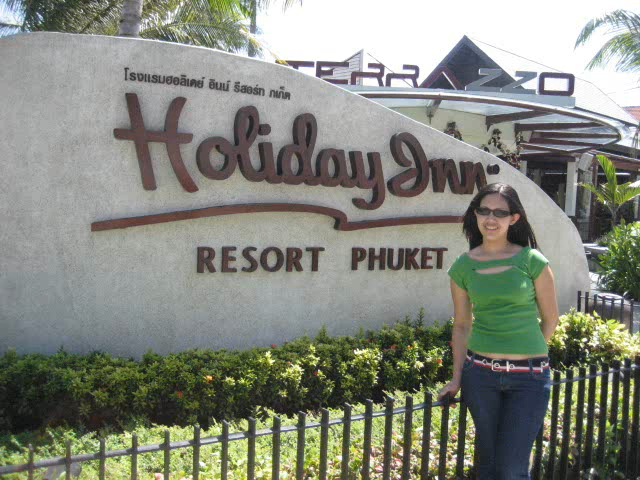 โรงแรมฮอลิเดย์ อินน์ รีสอร์ท ภูเก็ต
TERRAZZO
Holiday Inn
RESORT PHUKET